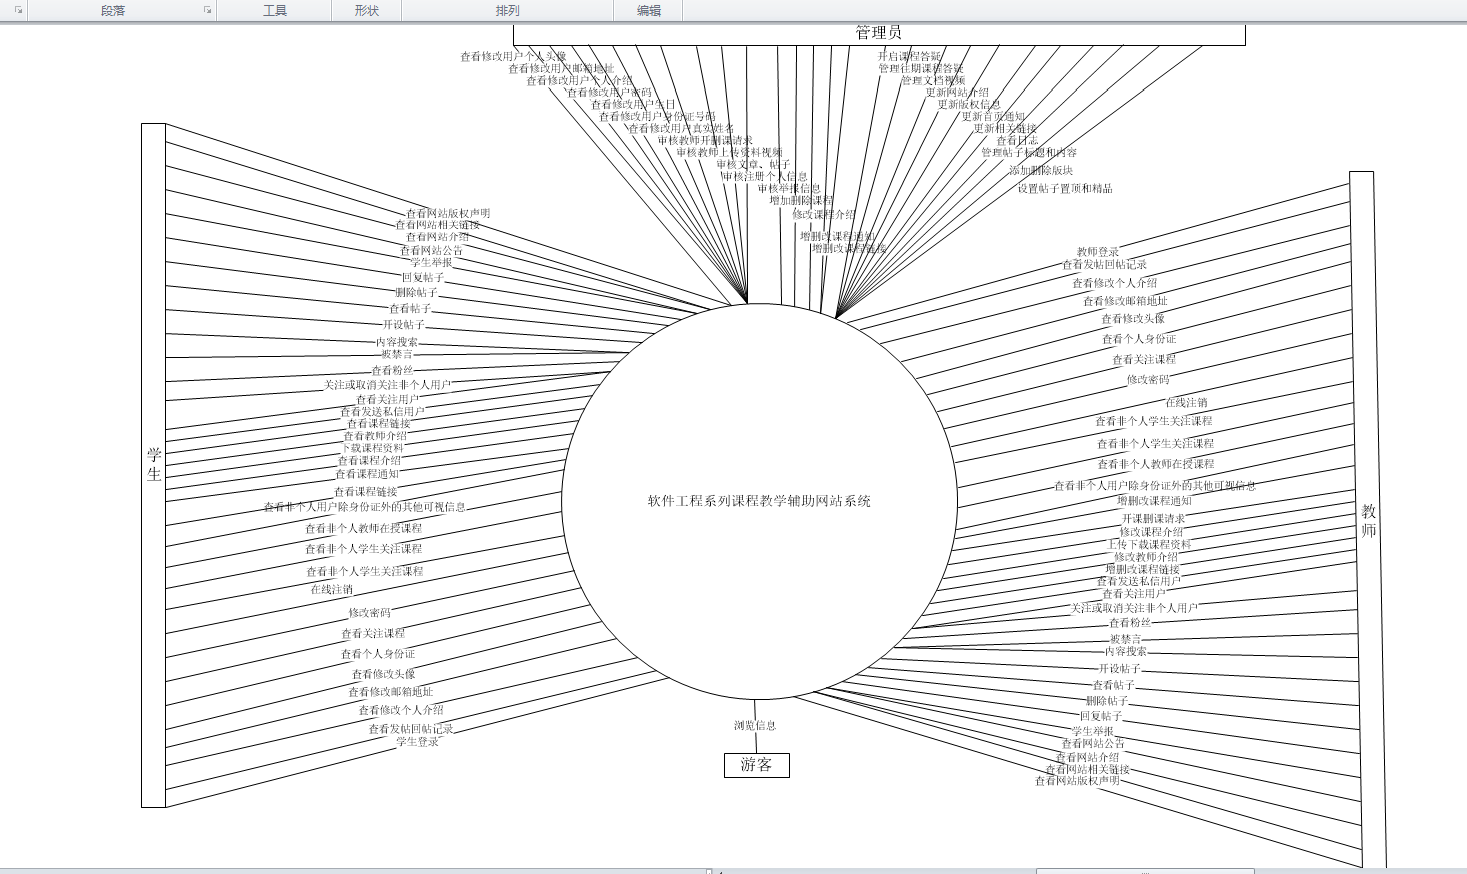 段落
工具
形状
排列
编辑
管理员
查看修改用户个人头像
查看修改用户邮箱地址
查看修改用户个人介绍
查看修改用户密码
查看修改用户生日
查看修改用户身份证号码
查看修改用户真实姓名
审核教师开删课请求
审核教师上传资料视频
审核文章、帖子
审核注册个人信息
审核举报信息
增加删除课程
修改课程介绍
增删改课程通知
增删改课程链接
开启课程答疑
管理往期课程答疑
管理文档视频
更新网站介绍
更新版权信息
更新首页通知
更新相关链接
查看日志
管理帖子标题和内容
添加删除版块
设置帖子置顶和精品
学生
查看网站版权声明
查看网站相关链接
查看网站介绍
查看网站公告
学生举报
回复帖子
删除帖子
查看帖子
开设帖子
内容搜索
被禁言
查看粉丝
关注或取消关注非个人用户
查看关注用户
查看发送私信用户
查看课程链接
查看教师介绍
下载课程资料
查看课程介绍
查看课程通知
查看课程链接
查看非个人用户除身份证外的其他可视信息
查看非个人教师在授课程
查看非个人学生关注课程
查看非个人学生关注课程
在线注销
修改密码
查看关注课程
查看个人身份证
查看修改头像
查看修改邮箱地址
查看修改个人介绍
查看发帖回帖记录
学生登录
软件工程系列课程教学辅助网站系统
浏览信息
游客
教师
教师登录
查看发帖回帖记录
查看修改个人介绍
查看修改邮箱地址
查看修改头像
查看个人身份证
查看关注课程
修改密码
在线注销
查看非个人学生关注课程
查看非个人学生关注课程
查看非个人教师在授课程
查看非个人用户除身份证外的其他可视信息
增删改课程通知
开课删课请求
修改课程介绍
上传下载课程资料
修改教师介绍
增删改课程链接
查看发送私信用户
查看关注用户
关注或取消关注非个人用户
查看粉丝
被禁言
内容搜索
开设帖子
查看帖子
删除帖子
回复帖子
学生举报
查看网站公告
查看网站介绍
查看网站相关链接
查看网站版权声明